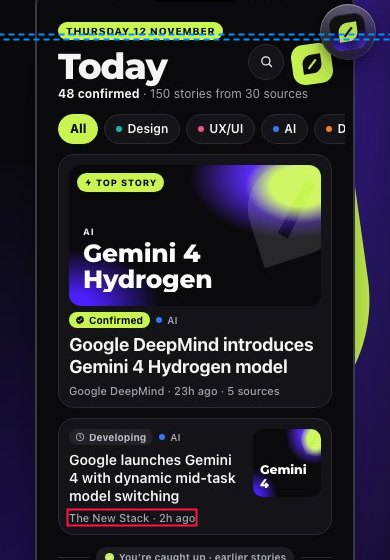 THURSDAY, 12 NOVEMBER
Today
48 confirmed · 150 stories from 30 sources
All
Design
UX/UI
AI
D
TOP STORY
AI
Gemini 4
Hydrogen
Confirmed
AI
Google DeepMind introduces
Gemini 4 Hydrogen model
Google DeepMind · 23h ago · 5 sources
Developing
AI
Google launches Gemini
4 with dynamic mid-task
model switching
Gemini
4
The New Stack · 2h ago
You're caught up · earlier stories